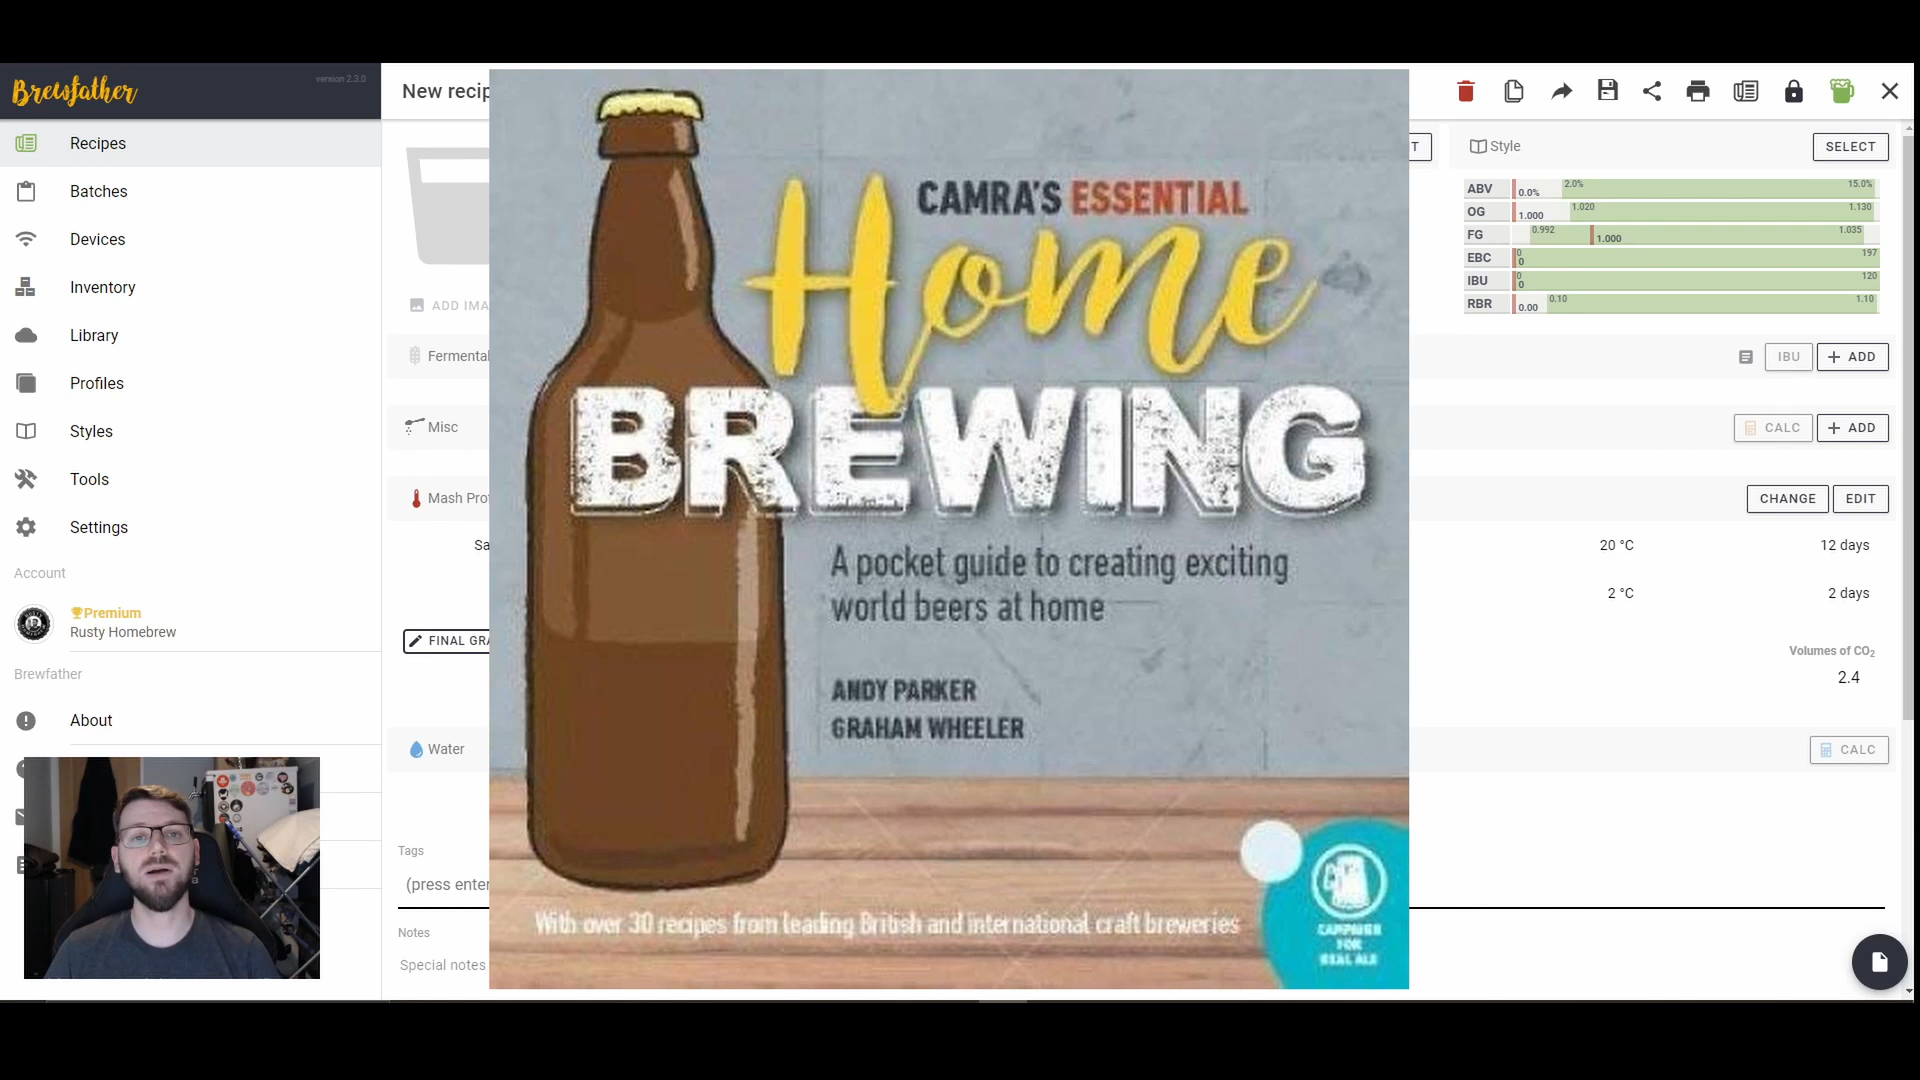 Brewfather
version 2.3.0
Recipes
Batches
Devices
Inventory
Library
Profiles
Styles
Tools
Settings
Account
Premium
Rusty Homebrew
Brewfather
About
New recip
ADD IMA
Fermenta
Misc
Mash Pro
Sa
FINAL GRA
Water
Tags
(press enter
Notes
Special notes
CAMRA'S ESSENTIAL
Home
BREWING
A pocket guide to creating exciting
world beers at home
ANDY PARKER
GRAHAM WHEELER
With over 30 recipes from leading British and international craft breweries
CAMPAIGN
FOR
REAL ALE
T
Style
SELECT
ABV 0.0% 2.0% 15.0%
OG 1.000 1.020 1.130
FG 0.992 1.000 1.035
EBC 0 0 197
IBU 0 0 120
RBR 0.00 0.10 1.10
IBU + ADD
CALC + ADD
CHANGE EDIT
20 °C 12 days
2 °C 2 days
Volumes of CO2
2.4
CALC